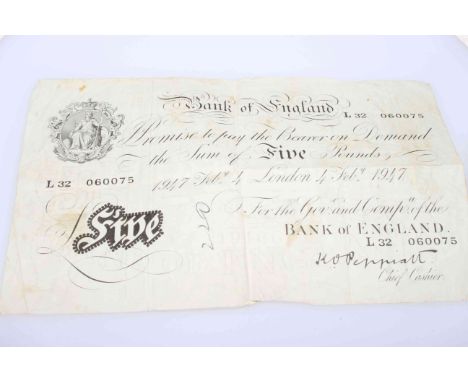 Bank of England
L 32 060075
I Promise to pay the Bearer on Demand
the Sum of Five Pounds
L 32 060075
1947 Feby. 4 London 4 Feby. 1947
For the Govr. and Compa. of the
BANK of ENGLAND.
L 32 060075
£ Five
220
K O Peppiatt
Chief Cashier.